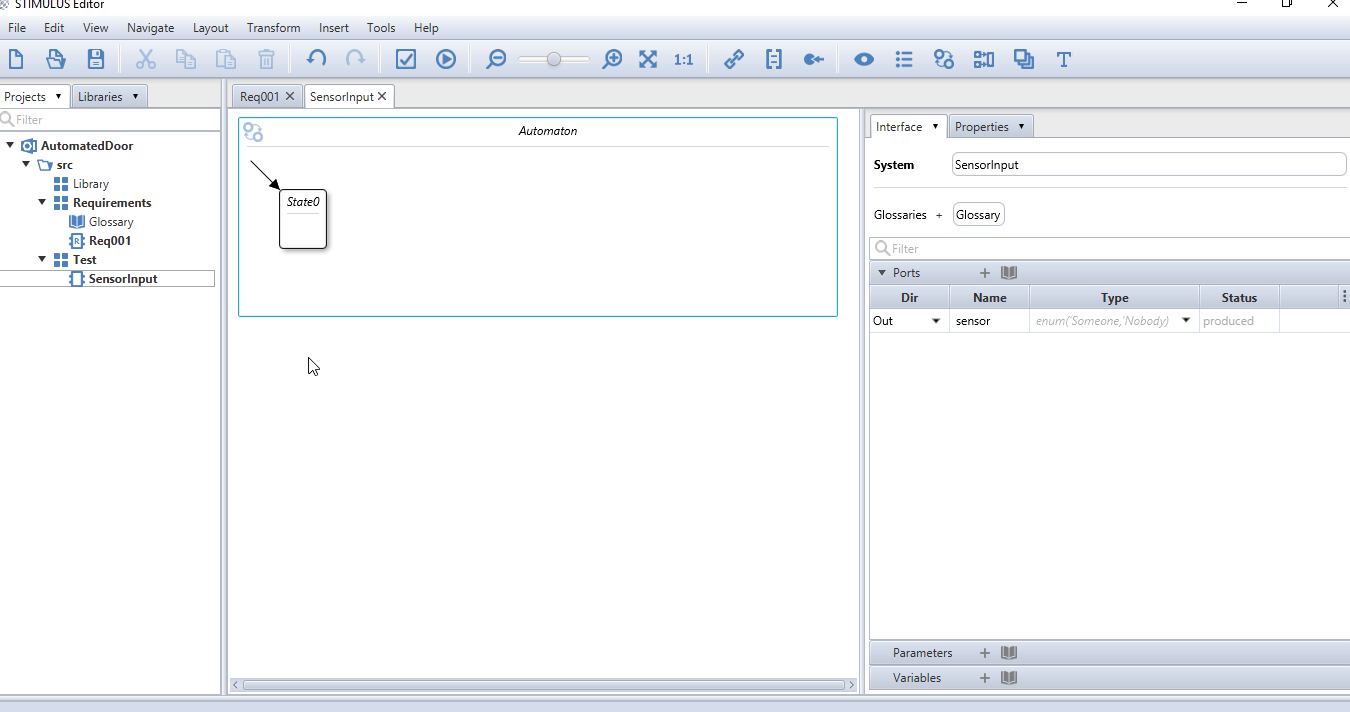 STIMULUS Editor
File Edit View Navigate Layout Transform Insert Tools Help
1:1 T
Projects Libraries
Req001 SensorInput
Filter
AutomatedDoor
src
Library
Requirements
Glossary
R Req001
Test
SensorInput
Automaton
State0
Interface Properties
System SensorInput
Glossaries + Glossary
Filter
Ports +
Dir Name Type Status
Out sensor enum('Someone,'Nobody) produced
Parameters +
Variables +